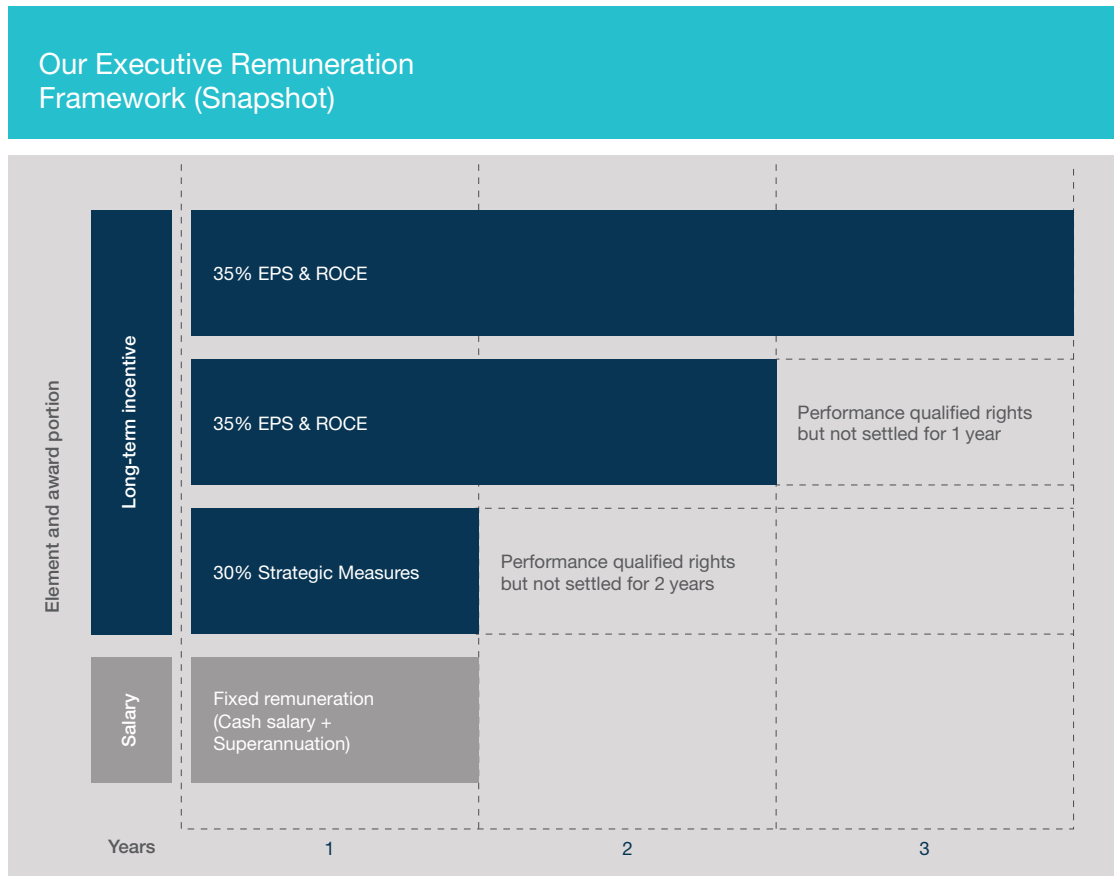 Our Executive Remuneration
Framework (Snapshot)
Element and award portion
Long-term incentive
35% EPS & ROCE
35% EPS & ROCE
Performance qualified rights
but not settled for 1 year
30% Strategic Measures
Performance qualified rights
but not settled for 2 years
Salary
Fixed remuneration
(Cash salary +
Superannuation)
Years
1
2
3